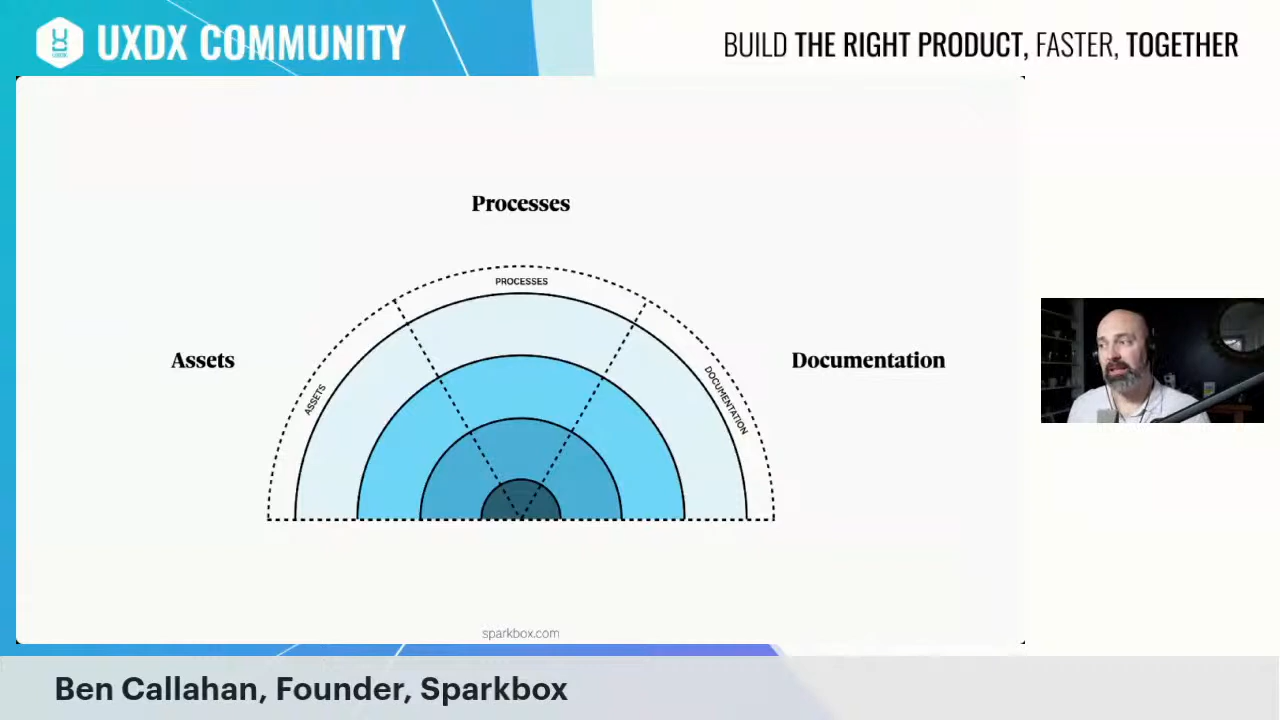 UXDX COMMUNITY
BUILD THE RIGHT PRODUCT, FASTER, TOGETHER
Processes
PROCESSES
Assets
Documentation
ASSETS
DOCUMENTATION
sparkbox.com
Ben Callahan, Founder, Sparkbox